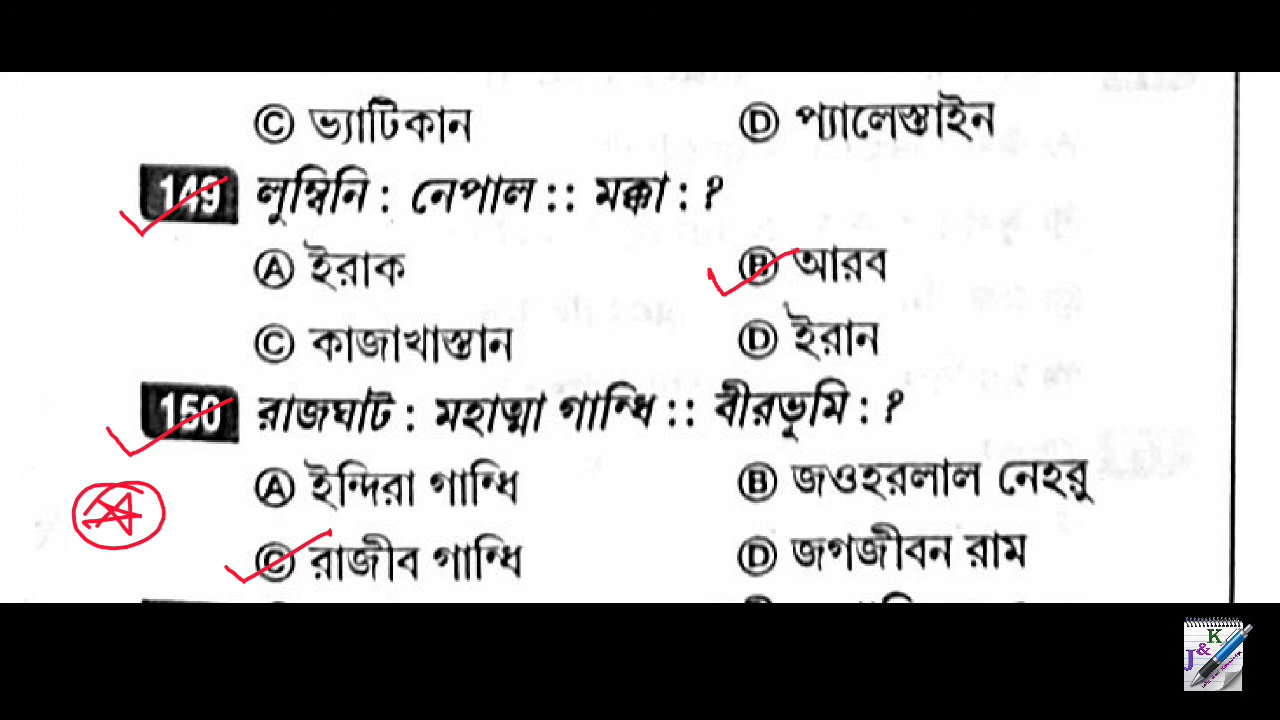 Ⓒ ভ্যাটিকান Ⓓ প্যালেস্তাইন
149 লুম্বিনি : নেপাল :: মক্কা : ?
Ⓐ ইরাক Ⓑ আরব
Ⓒ কাজাখাস্তান Ⓓ ইরান
150 রাজঘাট : মহাত্মা গান্ধি :: বীরভূমি : ?
Ⓐ ইন্দিরা গান্ধি Ⓑ জওহরলাল নেহরু
Ⓒ রাজীব গান্ধি Ⓓ জগজীবন রাম
J&K